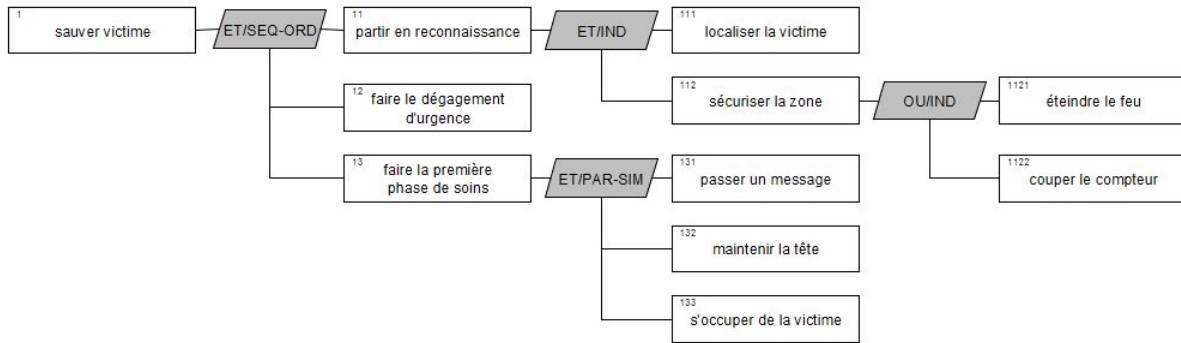 1
sauver victime
ET/SEQ-ORD
11
partir en reconnaissance
ET/IND
111
localiser la victime
112
sécuriser la zone
OU/IND
1121
éteindre le feu
1122
couper le compteur
12
faire le dégagement
d'urgence
13
faire la première
phase de soins
ET/PAR-SIM
131
passer un message
132
maintenir la tête
133
s'occuper de la victime